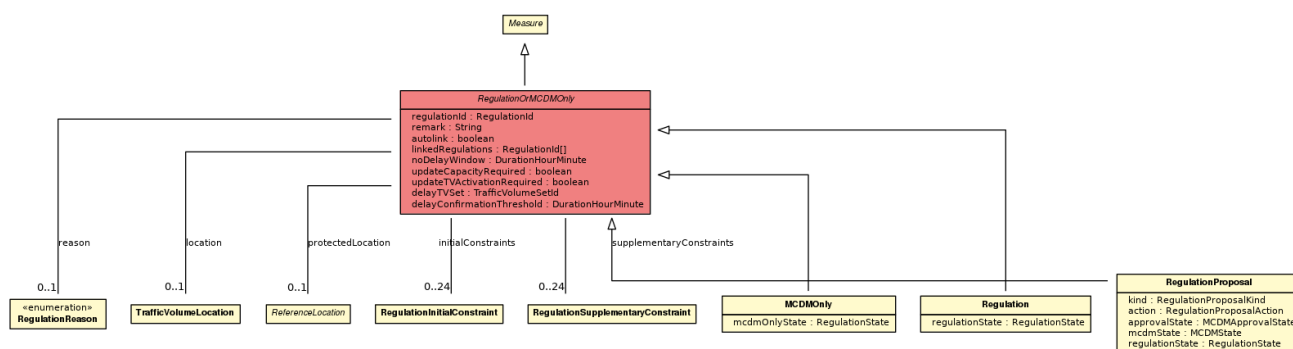 Measure
RegulationOrMCDMOnly
regulationId : RegulationId
remark : String
autolink : boolean
linkedRegulations : RegulationId[]
noDelayWindow : DurationHourMinute
updateCapacityRequired : boolean
updateTVActivationRequired : boolean
delayTVSet : TrafficVolumeSetId
delayConfirmationThreshold : DurationHourMinute
reason
location
protectedLocation
initialConstraints
supplementaryConstraints
0..1
0..1
0..1
0..24
0..24
«enumeration»
RegulationReason
TrafficVolumeLocation
ReferenceLocation
RegulationInitialConstraint
RegulationSupplementaryConstraint
MCDMOnly
mcdmOnlyState : RegulationState
Regulation
regulationState : RegulationState
RegulationProposal
kind : RegulationProposalKind
action : RegulationProposalAction
approvalState : MCDMApprovalState
mcdmState : MCDMState
regulationState : RegulationState